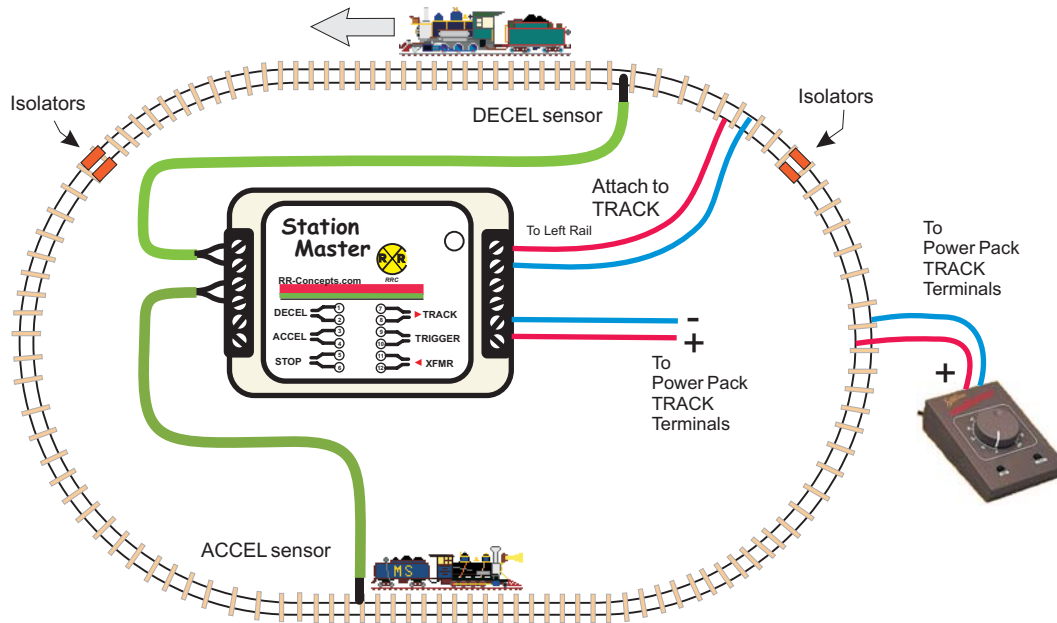 Isolators
DECEL sensor
Isolators
Attach to
TRACK
To Left Rail
Station
Master
R R
RRC
RR-Concepts.com
DECEL
1
2
ACCEL
3
4
STOP
5
6
7
8
TRACK
9
10
TRIGGER
11
12
XFMR
-
+
To
Power Pack
TRACK
Terminals
To
Power Pack
TRACK
Terminals
+
ACCEL sensor
M S